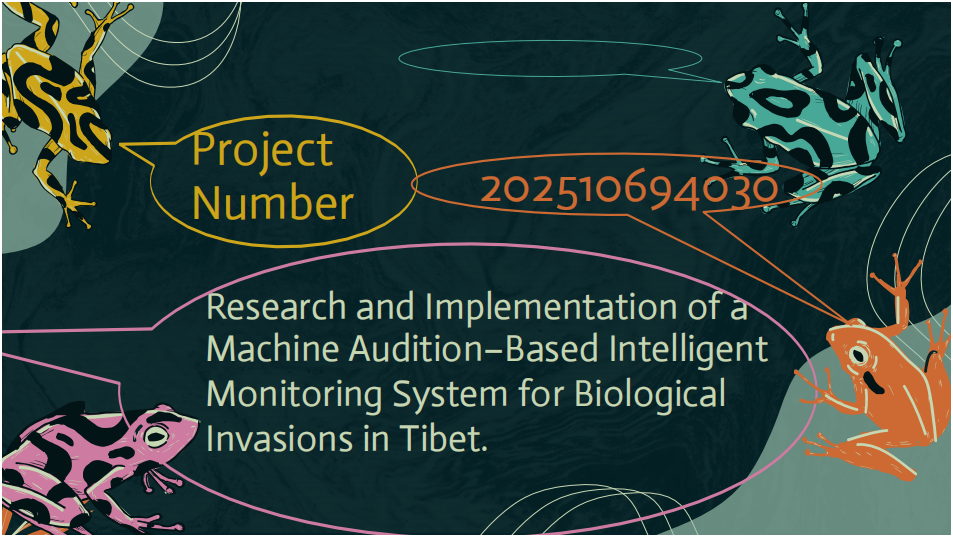 Project
Number
202510694030
Research and Implementation of a
Machine Audition–Based Intelligent
Monitoring System for Biological
Invasions in Tibet.